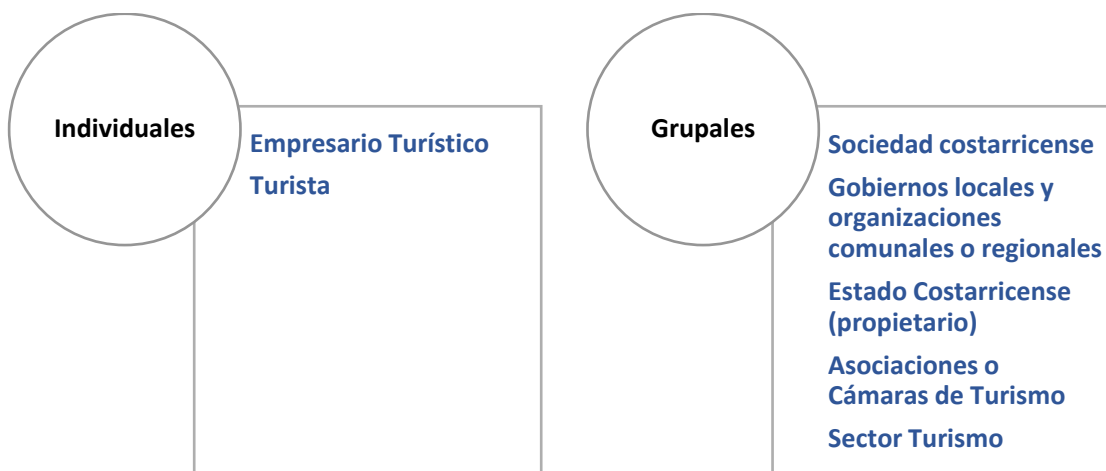 Individuales
Empresario Turístico
Turista
Grupales
Sociedad costarricense
Gobiernos locales y
organizaciones
comunales o regionales
Estado Costarricense
(propietario)
Asociaciones o
Cámaras de Turismo
Sector Turismo